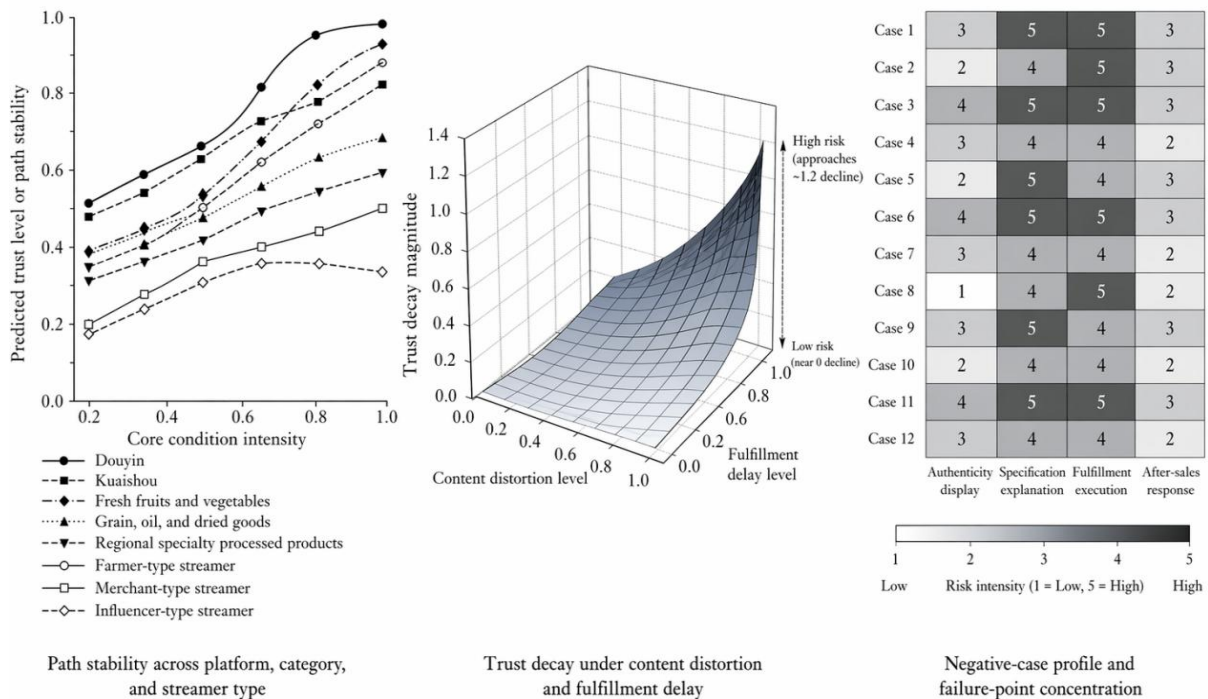 Predicted trust level or path stability
1.0
0.8
0.6
0.4
0.2
0.0
0.2 0.4 0.6 0.8 1.0
Core condition intensity
Douyin
Kuaishou
Fresh fruits and vegetables
Grain, oil, and dried goods
Regional specialty processed products
Farmer-type streamer
Merchant-type streamer
Influencer-type streamer
Path stability across platform, category,
and streamer type
Trust decay magnitude
1.4
1.2
1.0
0.8
0.6
0.4
0.2
0.0
0.0
0.2
0.4
0.6
0.8
1.0
Content distortion level
0.0
0.2
0.4
0.6
0.8
1.0
Fulfillment
delay level
High risk
(approaches
~1.2 decline)
Low risk
(near 0 decline)
Trust decay under content distortion
and fulfillment delay
Case 1 3 5 5 3
Case 2 2 4 5 3
Case 3 4 5 5 3
Case 4 3 4 4 2
Case 5 2 5 4 3
Case 6 4 5 5 3
Case 7 3 4 4 2
Case 8 1 4 5 2
Case 9 3 5 4 3
Case 10 2 4 4 2
Case 11 4 5 5 3
Case 12 3 4 4 2
Authenticity
display
Specification
explanation
Fulfillment
execution
After-sales
response
1 2 3 4 5
Low Risk intensity (1 = Low, 5 = High) High
Negative-case profile and
failure-point concentration